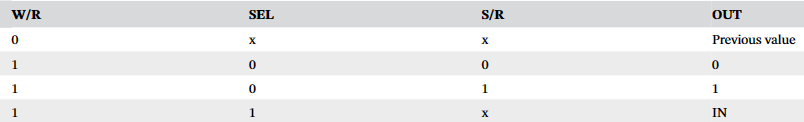 W/R SEL S/R OUT
0 x x Previous value
1 0 0 0
1 0 1 1
1 1 x IN